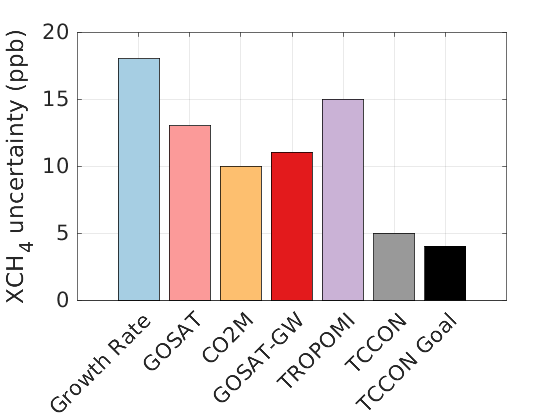 XCH4 uncertainty (ppb)
20
15
10
5
0
Growth Rate
GOSAT
CO2M
GOSAT-GW
TROPOMI
TCCON
TCCON Goal